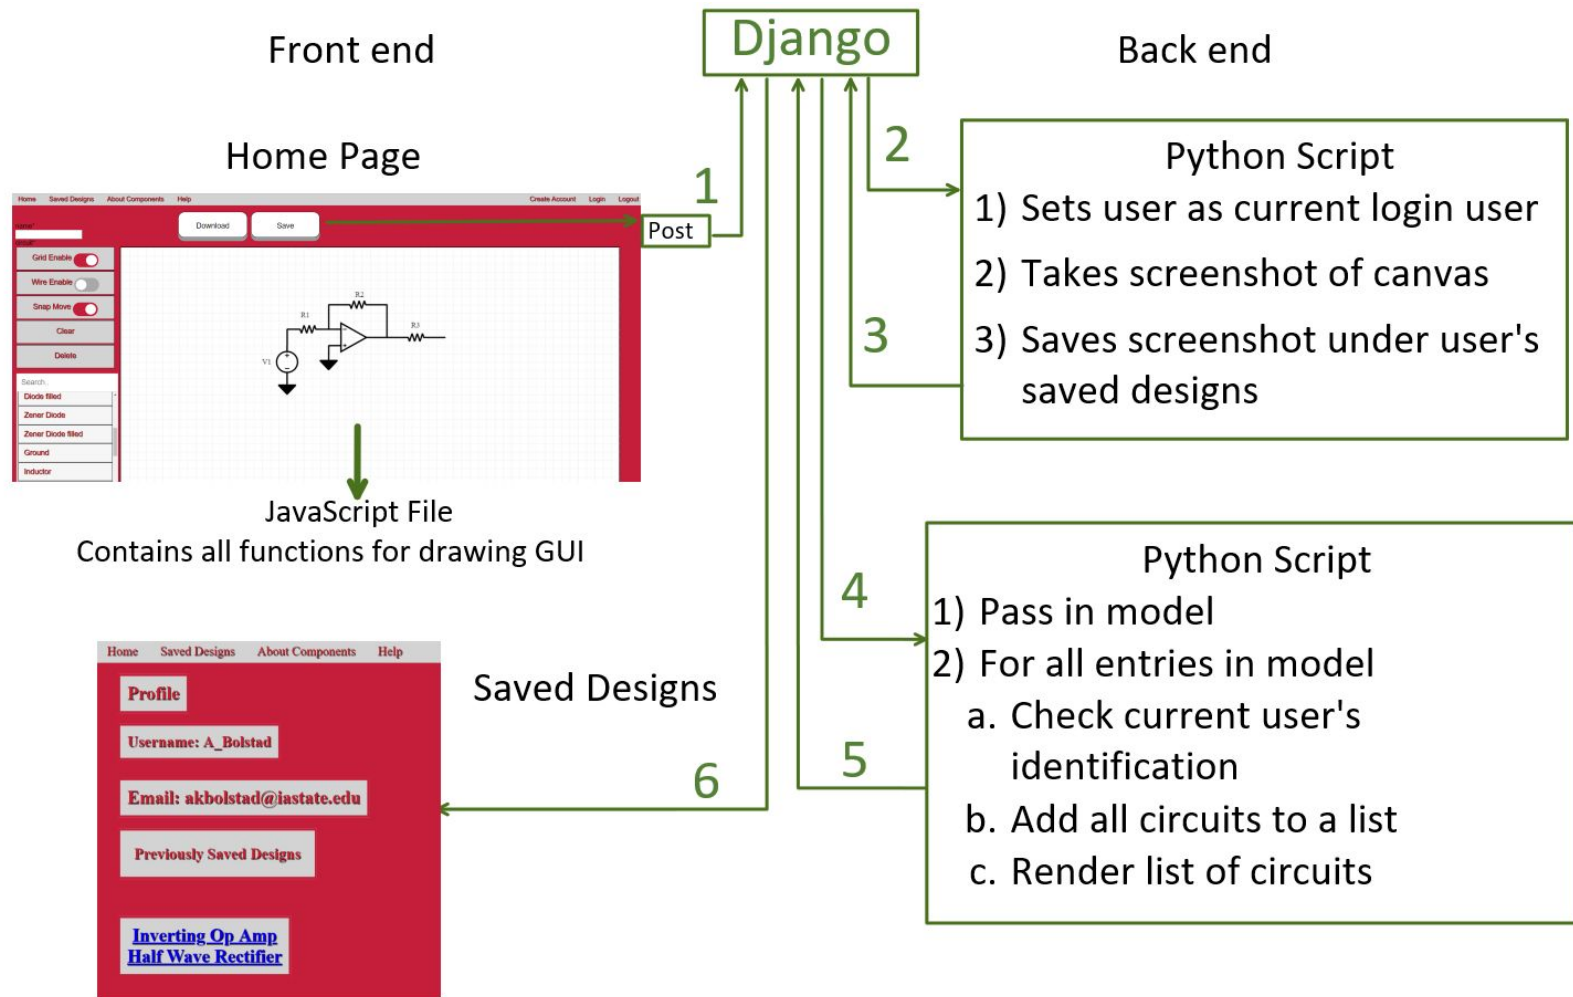 Django
Front end
Back end
Home Page
Home Saved Designs About Components Help Create Account Login Logout
name*
Download Save
default*
Grid Enable
Wire Enable
Snap Move
Clear
Delete
Search..
Diode filled
Zener Diode
Zener Diode filled
Ground
Inductor
R2
R1
R3
V1
+
−
−
+
Post
1
2
3
4
5
6
JavaScript File
Contains all functions for drawing GUI
Python Script
1) Sets user as current login user
2) Takes screenshot of canvas
3) Saves screenshot under user's
saved designs
Python Script
1) Pass in model
2) For all entries in model
a. Check current user's
identification
b. Add all circuits to a list
c. Render list of circuits
Saved Designs
Home Saved Designs About Components Help
Profile
Username: A_Bolstad
Email: akbolstad@iastate.edu
Previously Saved Designs
Inverting Op Amp
Half Wave Rectifier